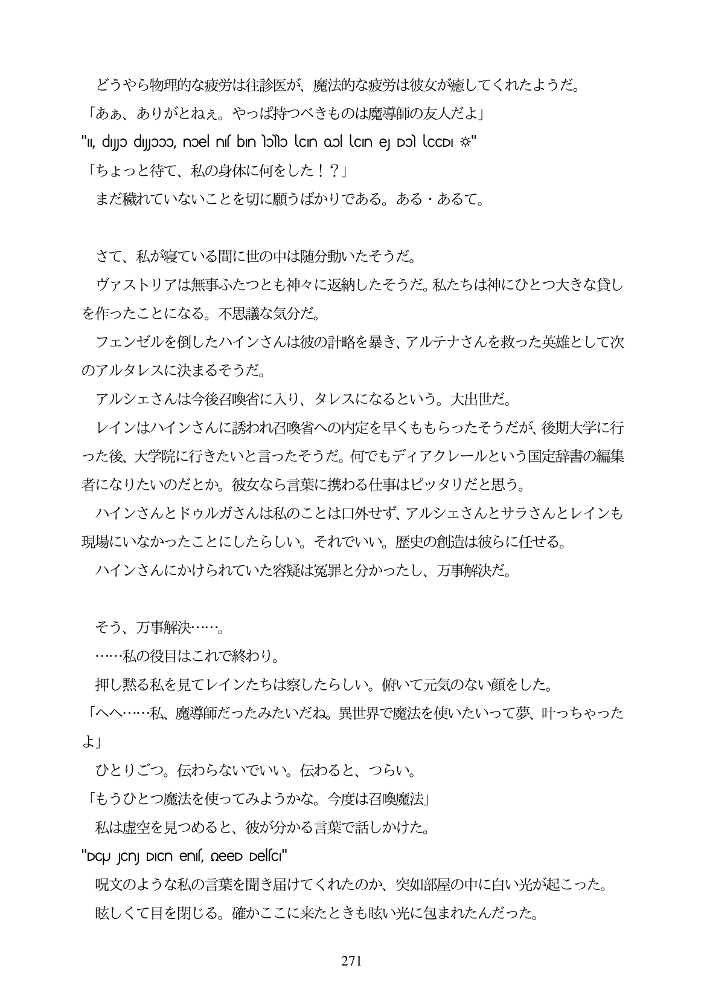 どうやら物理的な疲労は往診医が、魔法的な疲労は彼女が癒してくれたようだ。
「あぁ、ありがとねぇ。やっぱ持つべきものは魔導師の友人だよ」
「ちょっと待て、私の身体に何をした！？」
まだ穢れていないことを切に願うばかりである。ある・あるて。
さて、私が寝ている間に世の中は随分動いたそうだ。
ヴァストリアは無事ふたつとも神々に返納したそうだ。私たちは神にひとつ大きな貸し
を作ったことになる。不思議な気分だ。
フェンゼルを倒したハインさんは彼の計略を暴き、アルテナさんを救った英雄として次
のアルタレスに決まるそうだ。
アルシェさんは今後召喚省に入り、タレスになるという。大出世だ。
レインはハインさんに誘われ召喚省への内定を早くももらったそうだが、後期大学に行
った後、大学院に行きたいと言ったそうだ。何でもディアクレールという国定辞書の編集
者になりたいのだとか。彼女なら言葉に携わる仕事はピッタリだと思う。
ハインさんとドゥルガさんは私のことは口外せず、アルシェさんとサラさんとレインも
現場にいなかったことにしたらしい。それでいい。歴史の創造は彼らに任せる。
ハインさんにかけられていた容疑は冤罪と分かったし、万事解決だ。
そう、万事解決……。
……私の役目はこれで終わり。
押し黙る私を見てレインたちは察したらしい。俯いて元気のない顔をした。
「へへ……私、魔導師だったみたいだね。異世界で魔法を使いたいって夢、叶っちゃった
よ」
ひとりごつ。伝わらないでいい。伝わると、つらい。
「もうひとつ魔法を使ってみようかな。今度は召喚魔法」
私は虚空を見つめると、彼が分かる言葉で話しかけた。
呪文のような私の言葉を聞き届けてくれたのか、突如部屋の中に白い光が起こった。
眩しくて目を閉じる。確かここに来たときも眩い光に包まれたんだった。
271